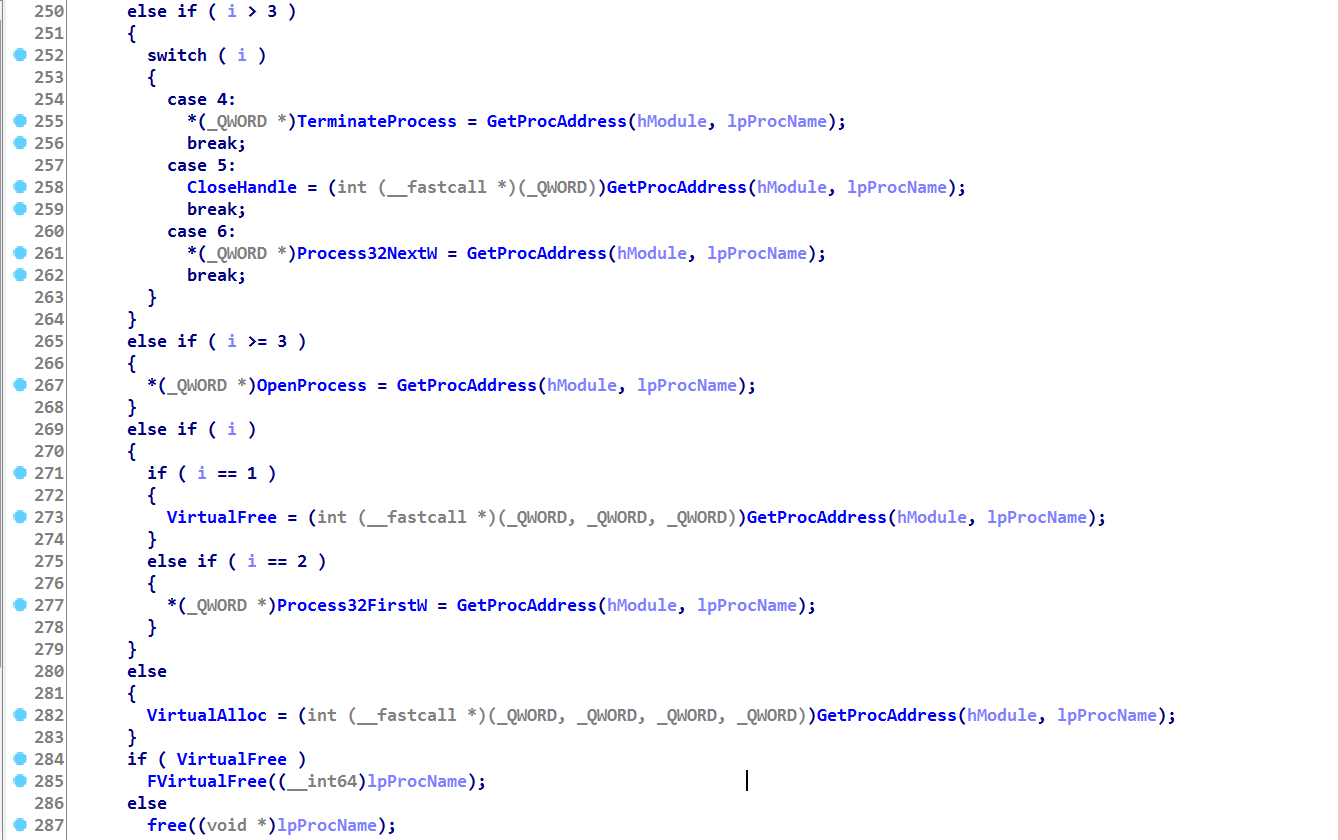 250 else if ( i > 3 )
251 {
252 switch ( i )
253 {
254 case 4:
255 *(_QWORD *)TerminateProcess = GetProcAddress(hModule, lpProcName);
256 break;
257 case 5:
258 CloseHandle = (int (__fastcall *)(_QWORD))GetProcAddress(hModule, lpProcName);
259 break;
260 case 6:
261 *(_QWORD *)Process32NextW = GetProcAddress(hModule, lpProcName);
262 break;
263 }
264 }
265 else if ( i >= 3 )
266 {
267 *(_QWORD *)OpenProcess = GetProcAddress(hModule, lpProcName);
268 }
269 else if ( i )
270 {
271 if ( i == 1 )
272 {
273 VirtualFree = (int (__fastcall *)(_QWORD, _QWORD, _QWORD))GetProcAddress(hModule, lpProcName);
274 }
275 else if ( i == 2 )
276 {
277 *(_QWORD *)Process32FirstW = GetProcAddress(hModule, lpProcName);
278 }
279 }
280 else
281 {
282 VirtualAlloc = (int (__fastcall *)(_QWORD, _QWORD, _QWORD, _QWORD))GetProcAddress(hModule, lpProcName);
283 }
284 if ( VirtualFree )
285 FVirtualFree((__int64)lpProcName);
286 else
287 free((void *)lpProcName);